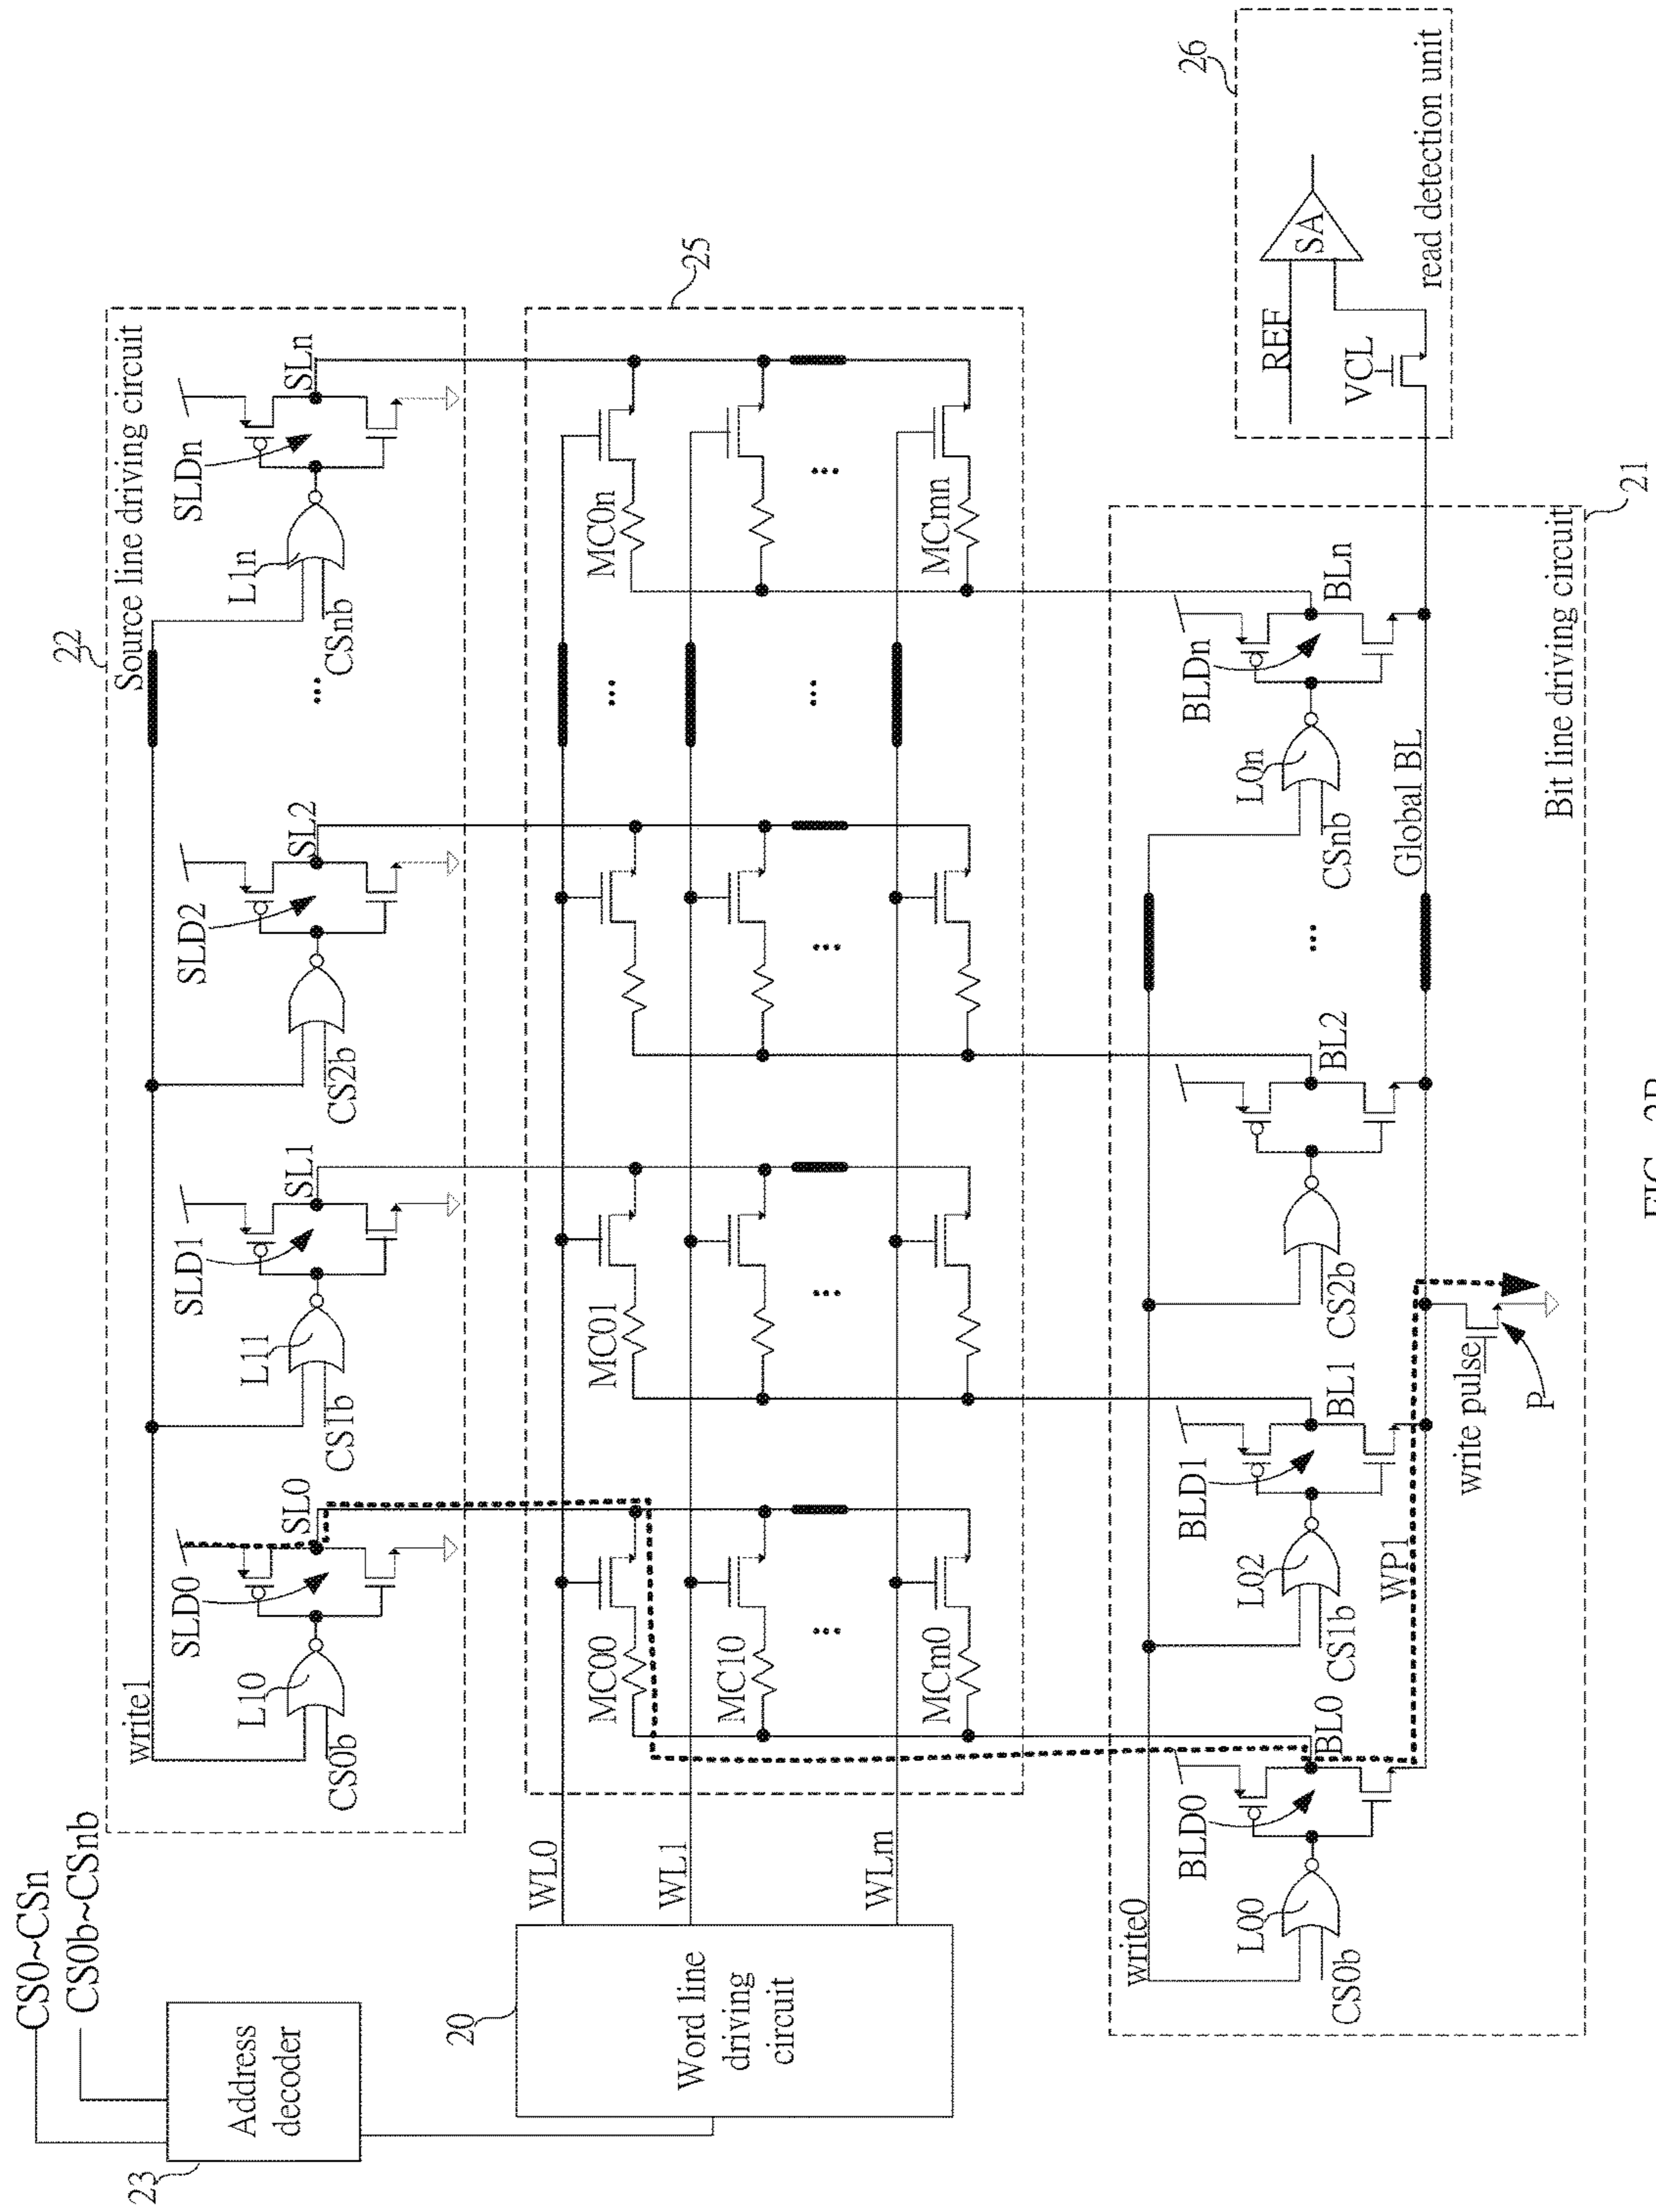 CS0~CSn
CS0b~CSnb
23
Address
decoder
20
Word line
driving
circuit
WL0
WL1
WLm
22
Source line driving circuit
write1
L10
CS0b
SLD0
SL0
L11
CS1b
SLD1
SL1
CS2b
SLD2
SL2
...
L1n
CSnb
SLDn
SLn
25
MC00
MC10
MCm0
...
MC01
...
...
...
...
MC0n
MCmn
...
write0
L00
CS0b
BLD0
BL0
L02
CS1b
BLD1
BL1
WP1
write pulse
P
CS2b
BL2
...
L0n
CSnb
BLDn
BLn
Global BL
Bit line driving circuit
21
26
REF
SA
VCL
read detection unit